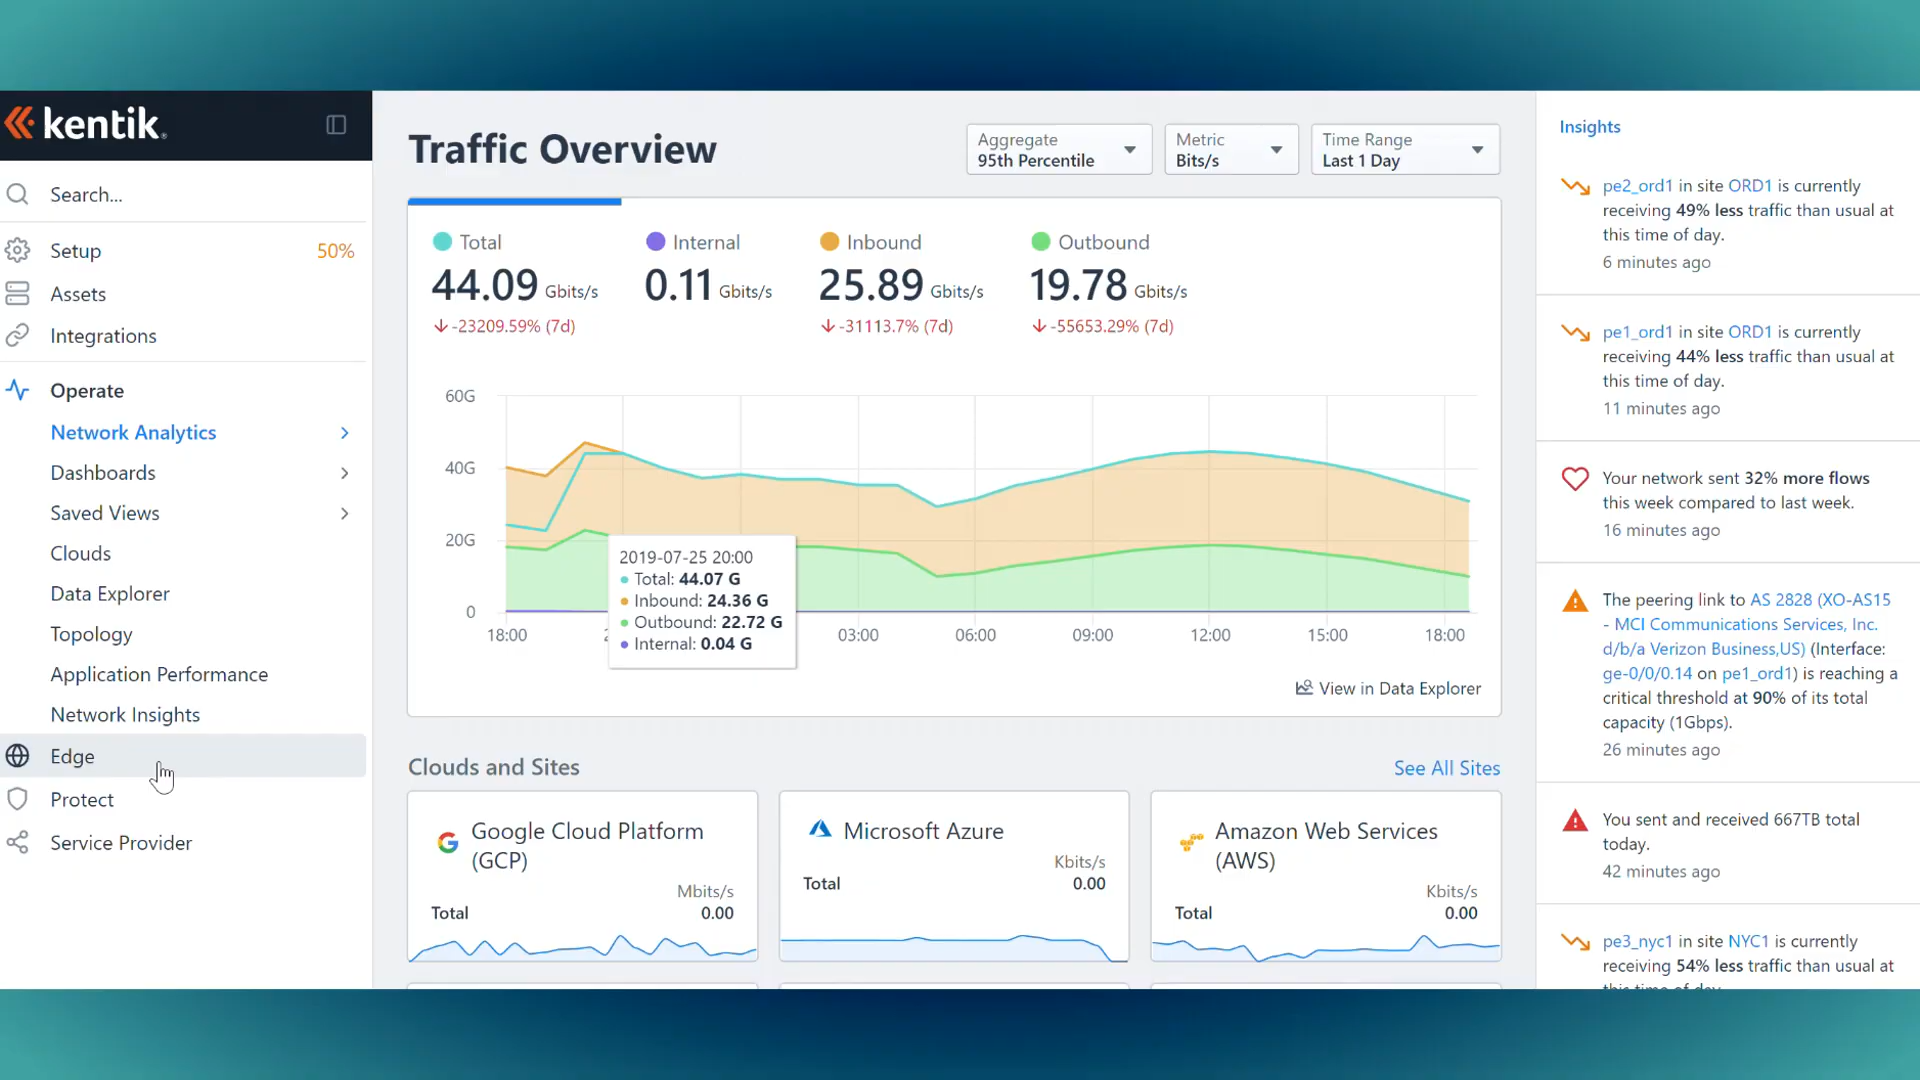 kentik
Search...
Setup 50%
Assets
Integrations
Operate
Network Analytics
Dashboards
Saved Views
Clouds
Data Explorer
Topology
Application Performance
Network Insights
Edge
Protect
Service Provider
Traffic Overview
Aggregate
95th Percentile
Metric
Bits/s
Time Range
Last 1 Day
Total
44.09 Gbits/s
-23209.59% (7d)
Internal
0.11 Gbits/s
Inbound
25.89 Gbits/s
-31113.7% (7d)
Outbound
19.78 Gbits/s
-55653.29% (7d)
60G
40G
20G
0
18:00 2 03:00 06:00 09:00 12:00 15:00 18:00
2019-07-25 20:00
Total: 44.07 G
Inbound: 24.36 G
Outbound: 22.72 G
Internal: 0.04 G
View in Data Explorer
Clouds and Sites
See All Sites
Google Cloud Platform
(GCP)
Mbits/s
Total 0.00
Microsoft Azure
Kbits/s
Total 0.00
Amazon Web Services
(AWS)
Kbits/s
Total 0.00
Insights
pe2_ord1 in site ORD1 is currently
receiving 49% less traffic than usual at
this time of day.
6 minutes ago
pe1_ord1 in site ORD1 is currently
receiving 44% less traffic than usual at
this time of day.
11 minutes ago
Your network sent 32% more flows
this week compared to last week.
16 minutes ago
The peering link to AS 2828 (XO-AS15
- MCI Communications Services, Inc.
d/b/a Verizon Business,US) (Interface:
ge-0/0/0.14 on pe1_ord1) is reaching a
critical threshold at 90% of its total
capacity (1Gbps).
26 minutes ago
You sent and received 667TB total
today.
42 minutes ago
pe3_nyc1 in site NYC1 is currently
receiving 54% less traffic than usual at
this time of day.